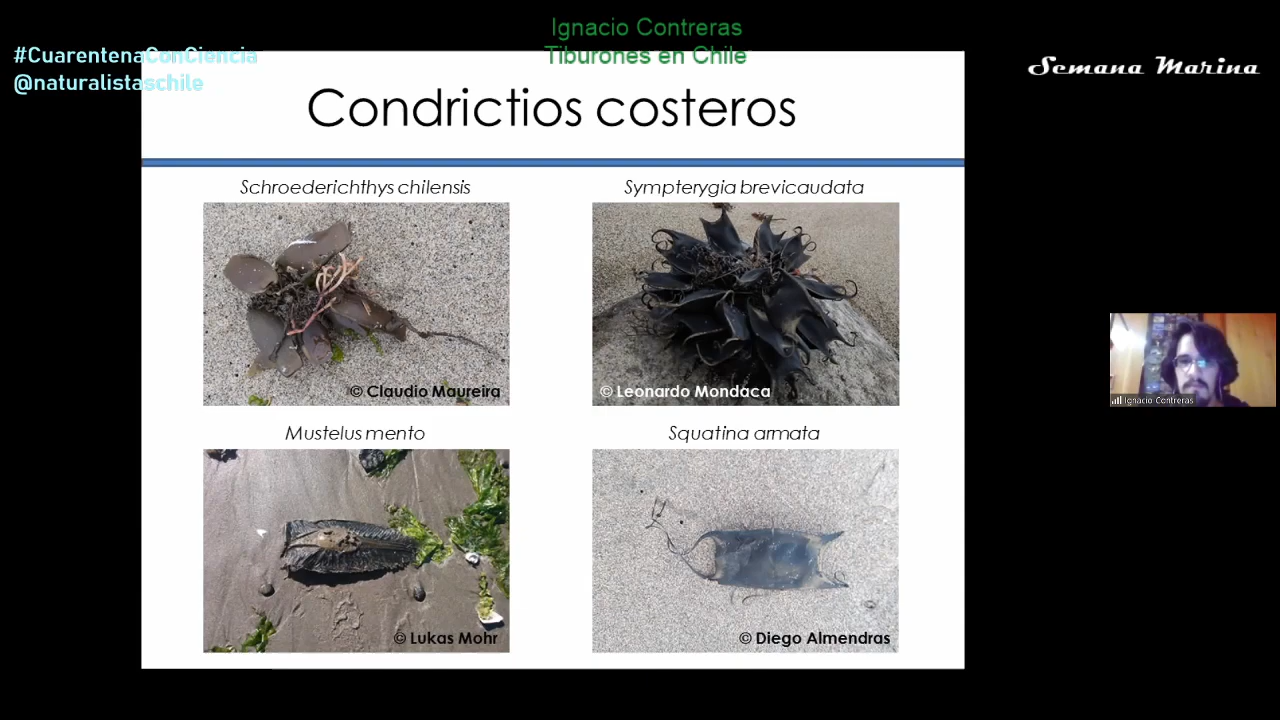 Ignacio Contreras
Tiburones en Chile
#CuarentenaConCiencia
@naturalistaschile
Semana Marina
Condrictios costeros
Schroederichthys chilensis
Sympterygia brevicaudata
© Claudio Maureira
© Leonardo Mondaca
Mustelus mento
Squatina armata
© Lukas Mohr
© Diego Almendras
Ignacio Contreras